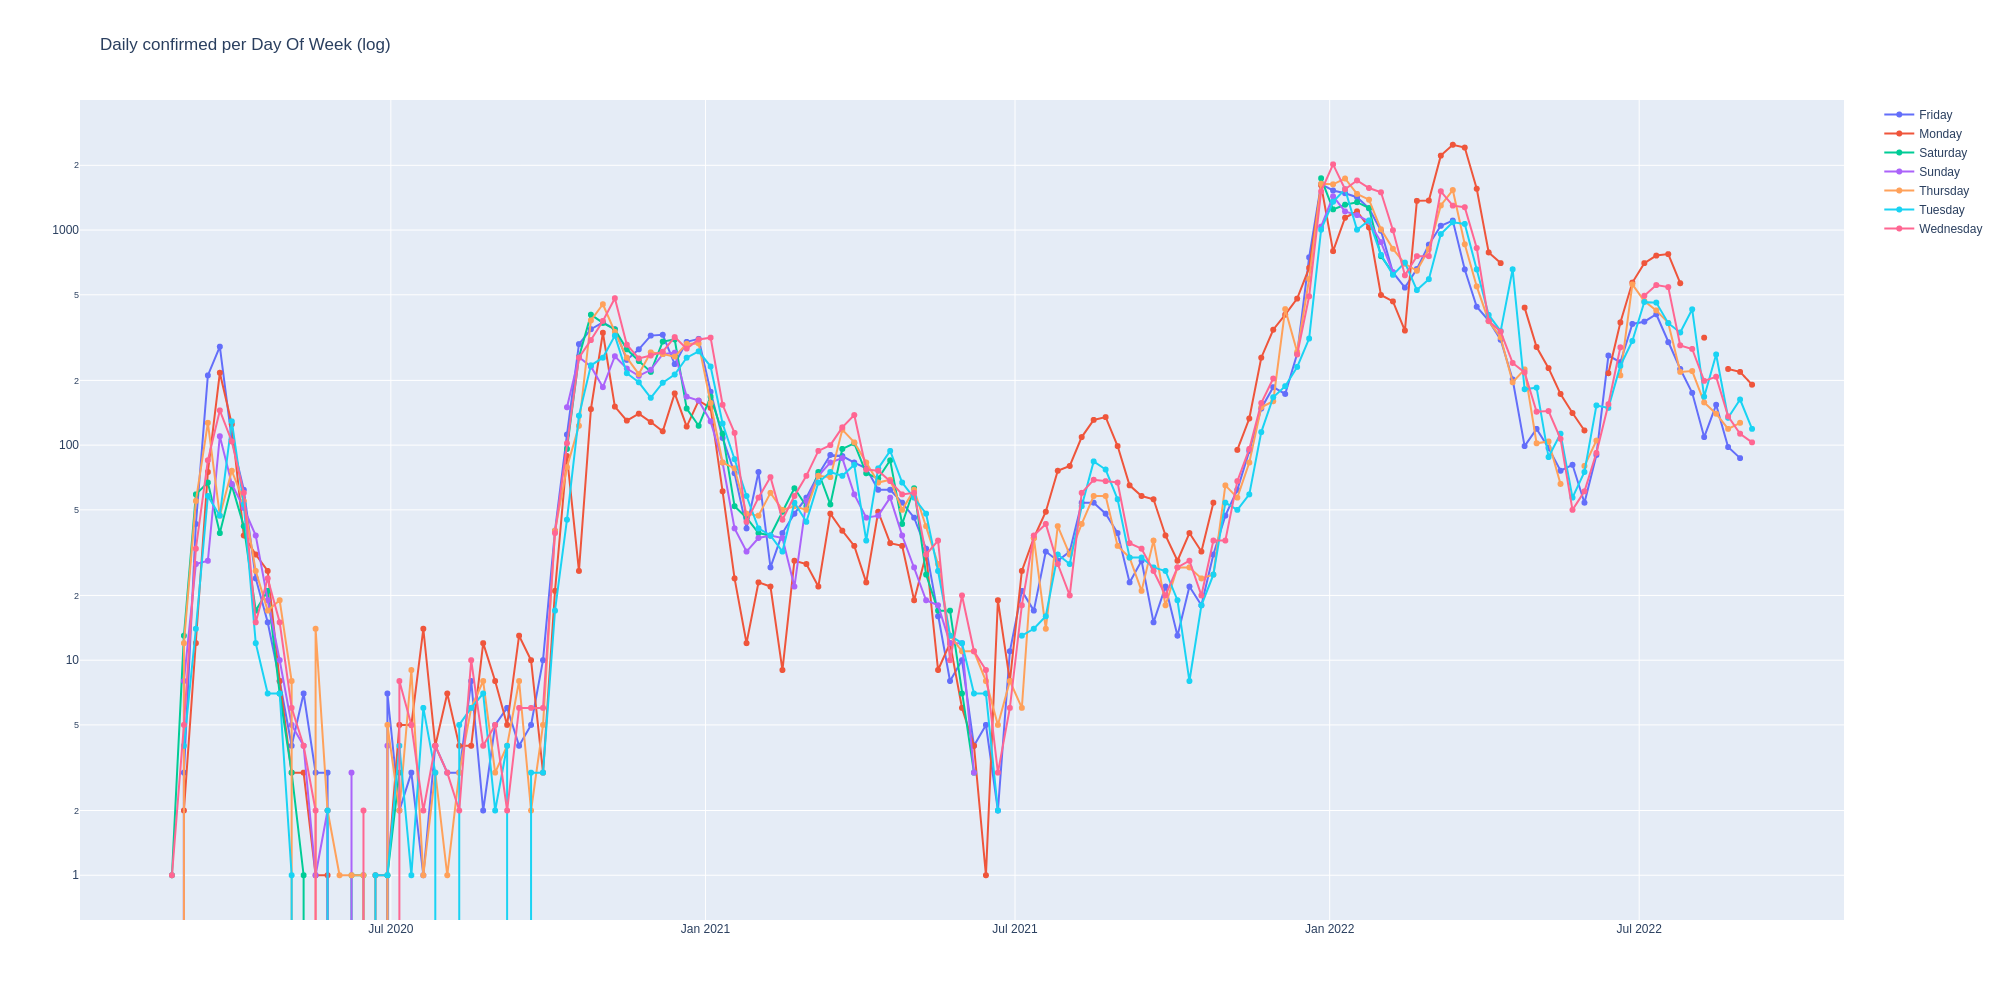 Daily confirmed per Day Of Week (log)
Friday
Monday
Saturday
Sunday
Thursday
Tuesday
Wednesday
2
1000
5
2
100
5
2
10
5
2
1
Jul 2020
Jan 2021
Jul 2021
Jan 2022
Jul 2022